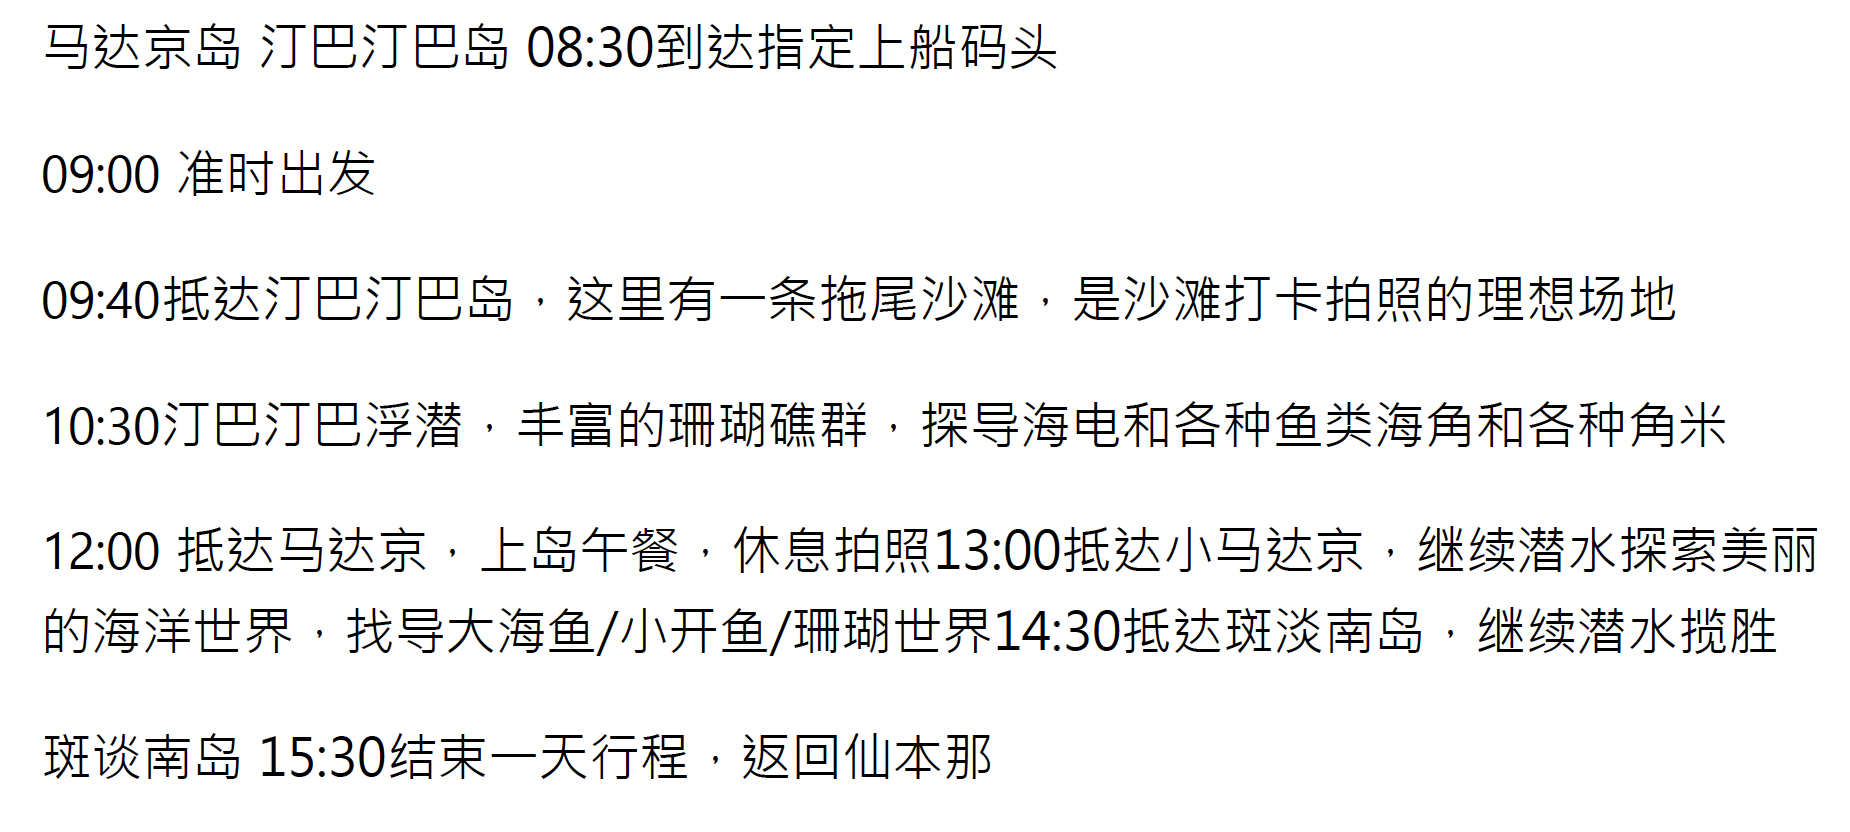 马达京岛 汀巴汀巴岛 08:30到达指定上船码头
09:00 准时出发
09:40抵达汀巴汀巴岛，这里有一条拖尾沙滩，是沙滩打卡拍照的理想场地
10:30汀巴汀巴浮潜，丰富的珊瑚礁群，探导海电和各种鱼类海角和各种角米
12:00 抵达马达京，上岛午餐，休息拍照13:00抵达小马达京，继续潜水探索美丽
的海洋世界，找导大海鱼/小开鱼/珊瑚世界14:30抵达斑淡南岛，继续潜水揽胜
斑谈南岛 15:30结束一天行程，返回仙本那